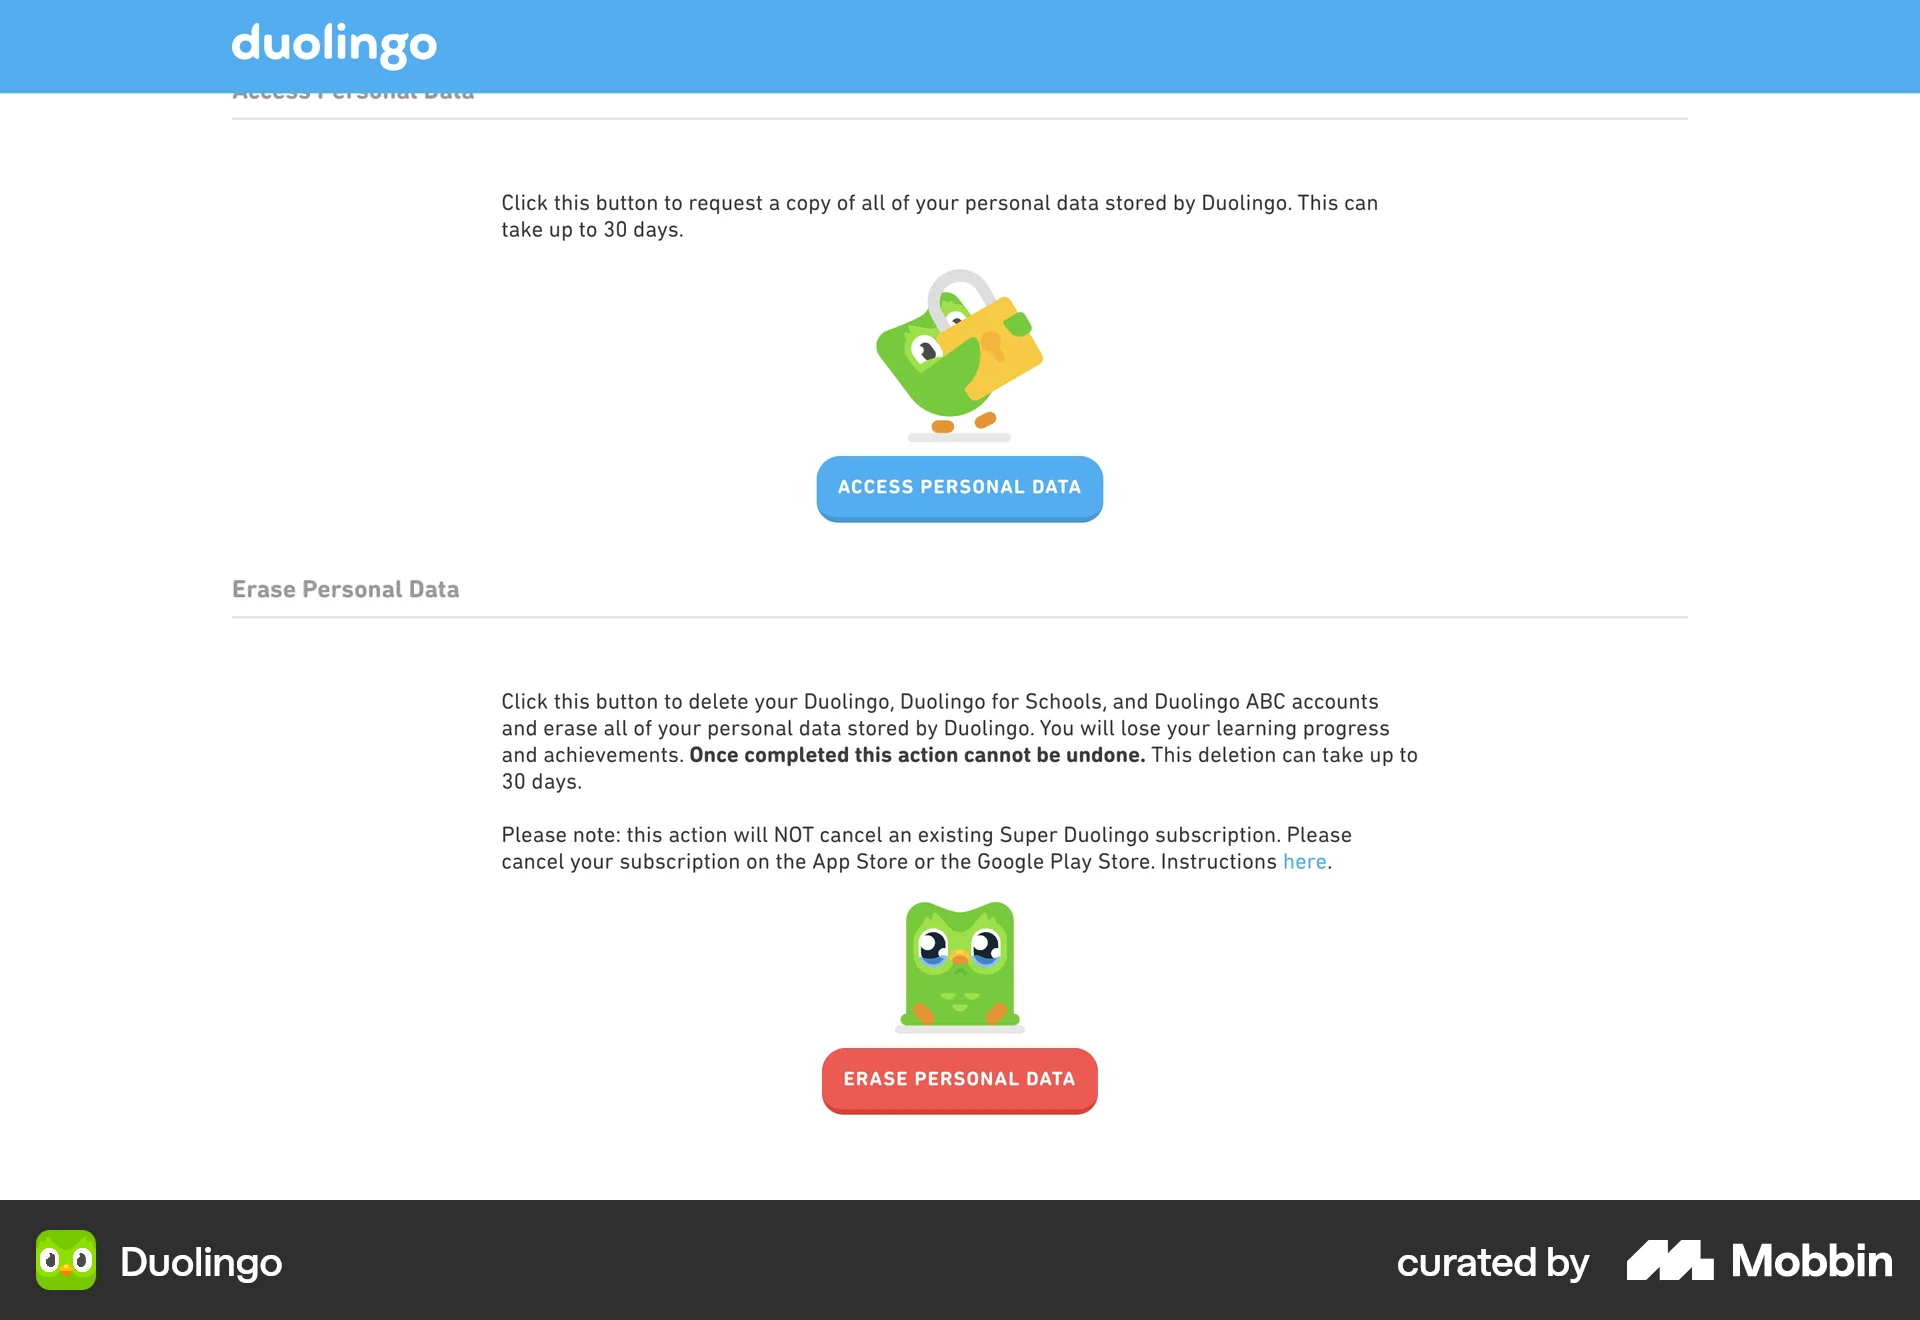 duolingo
Access Personal Data
Click this button to request a copy of all of your personal data stored by Duolingo. This can
take up to 30 days.
ACCESS PERSONAL DATA
Erase Personal Data
Click this button to delete your Duolingo, Duolingo for Schools, and Duolingo ABC accounts
and erase all of your personal data stored by Duolingo. You will lose your learning progress
and achievements. Once completed this action cannot be undone. This deletion can take up to
30 days.
Please note: this action will NOT cancel an existing Super Duolingo subscription. Please
cancel your subscription on the App Store or the Google Play Store. Instructions here.
ERASE PERSONAL DATA
Duolingo
curated by Mobbin